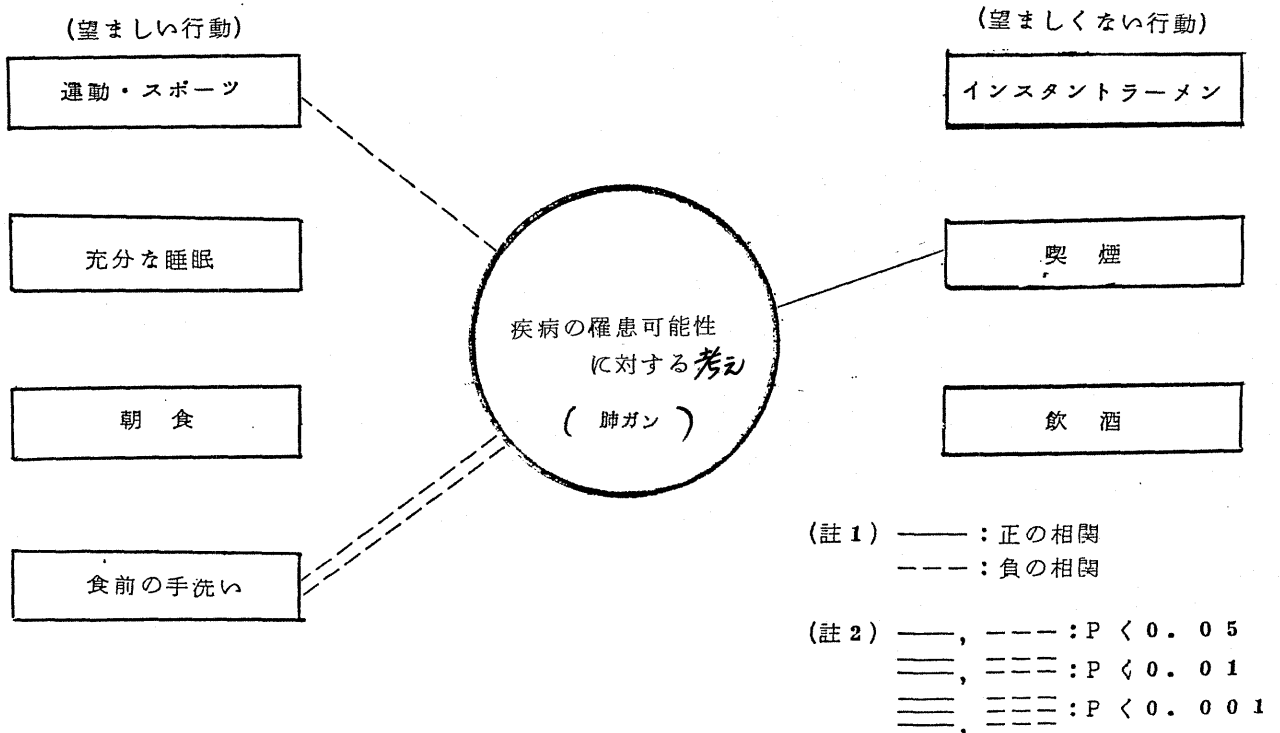 (望ましい行動)
運動・スポーツ
充分な睡眠
朝 食
食前の手洗い
疾病の罹患可能性
に対する考え
( 肺ガン )
(望ましくない行動)
インスタントラーメン
喫 煙
飲 酒
(註1) ―――:正の相関
- - -:負の相関
(註2) ―――, - - -:P < 0.05
＝＝＝, = = =:P < 0.01
≡≡≡, ≡ ≡ ≡:P < 0.001